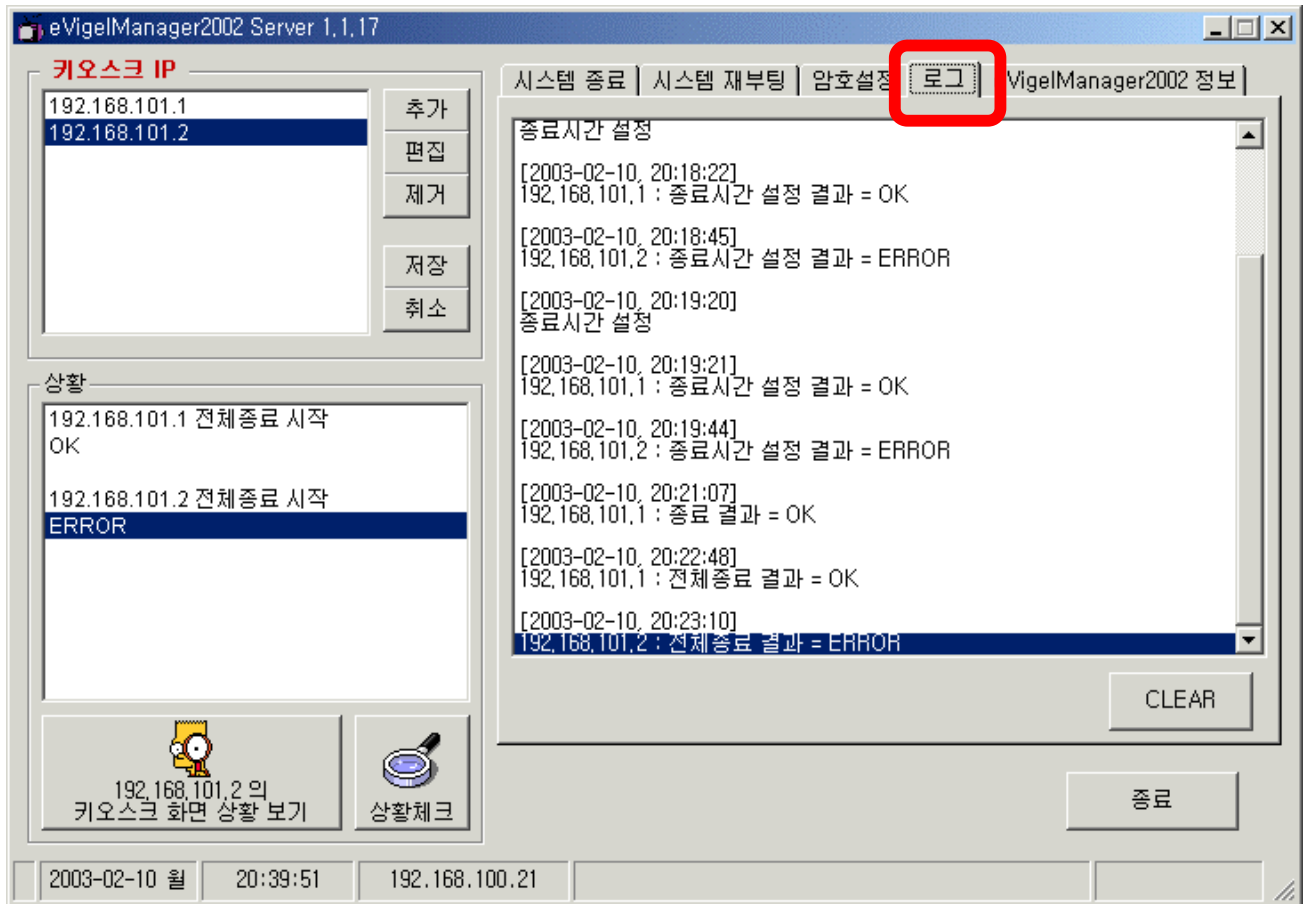 eVigelManager2002 Server 1,1,17
키오스크 IP
192.168.101.1
192.168.101.2
추가
편집
제거
저장
취소
상황
192.168.101.1 전체종료 시작
OK
192.168.101.2 전체종료 시작
ERROR
192,168,101,2 의
키오스크 화면 상황 보기
상황체크
시스템 종료
시스템 재부팅
암호설정
로그
VigelManager2002 정보
종료시간 설정
[2003-02-10, 20:18:22]
192,168,101,1 : 종료시간 설정 결과 = OK
[2003-02-10, 20:18:45]
192,168,101,2 : 종료시간 설정 결과 = ERROR
[2003-02-10, 20:19:20]
종료시간 설정
[2003-02-10, 20:19:21]
192,168,101,1 : 종료시간 설정 결과 = OK
[2003-02-10, 20:19:44]
192,168,101,2 : 종료시간 설정 결과 = ERROR
[2003-02-10, 20:21:07]
192,168,101,1 : 종료 결과 = OK
[2003-02-10, 20:22:48]
192,168,101,1 : 전체종료 결과 = OK
[2003-02-10, 20:23:10]
192,168,101,2 : 전체종료 결과 = ERROR
CLEAR
종료
2003-02-10 월
20:39:51
192.168.100.21